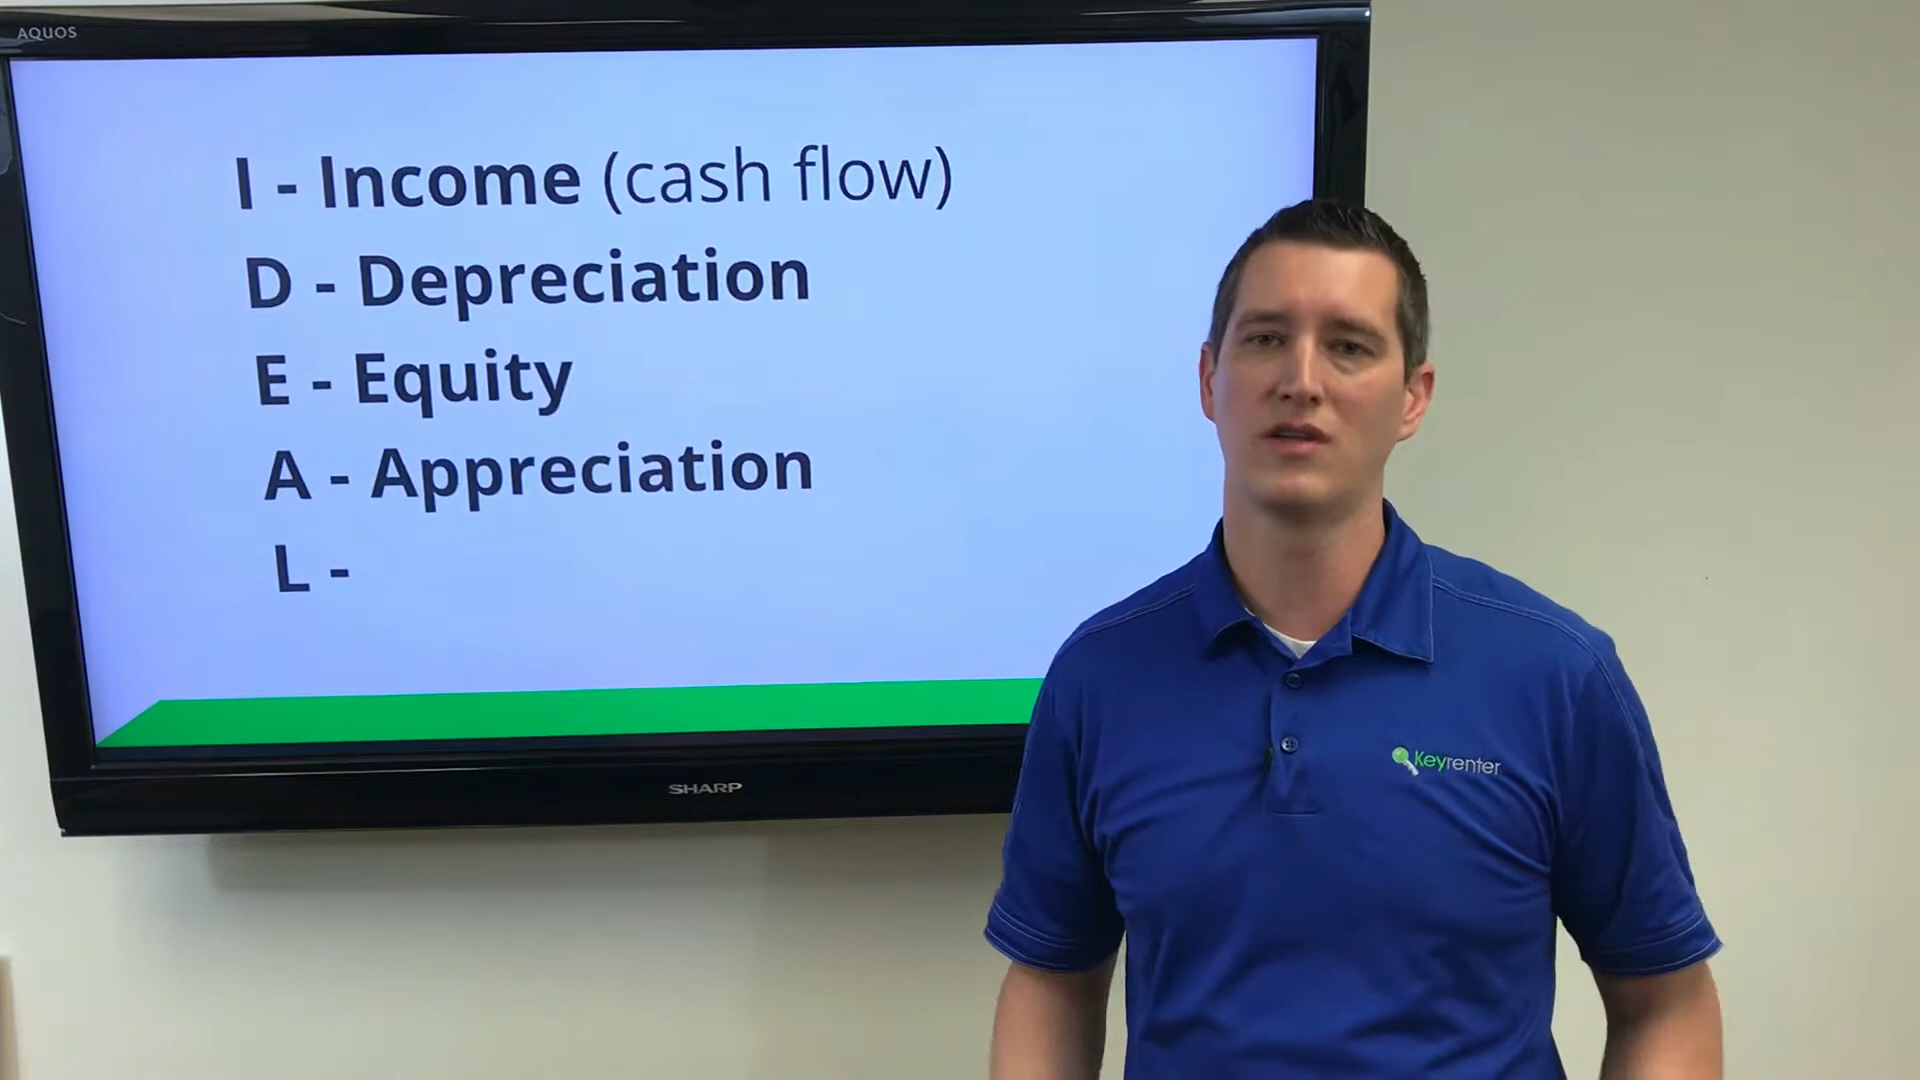 AQUOS
I - Income (cash flow)
D - Depreciation
E - Equity
A - Appreciation
L -
SHARP
Keyrenter